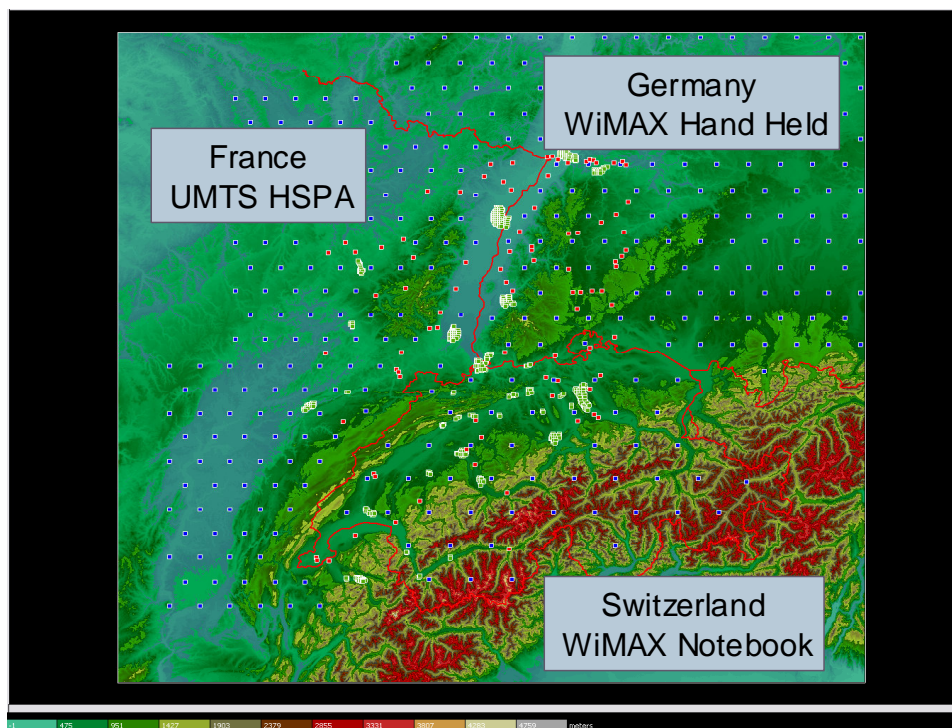 Germany
WiMAX Hand Held
France
UMTS HSPA
Switzerland
WiMAX Notebook
-1 475 951 1427 1903 2379 2855 3331 3807 4283 4759 meters